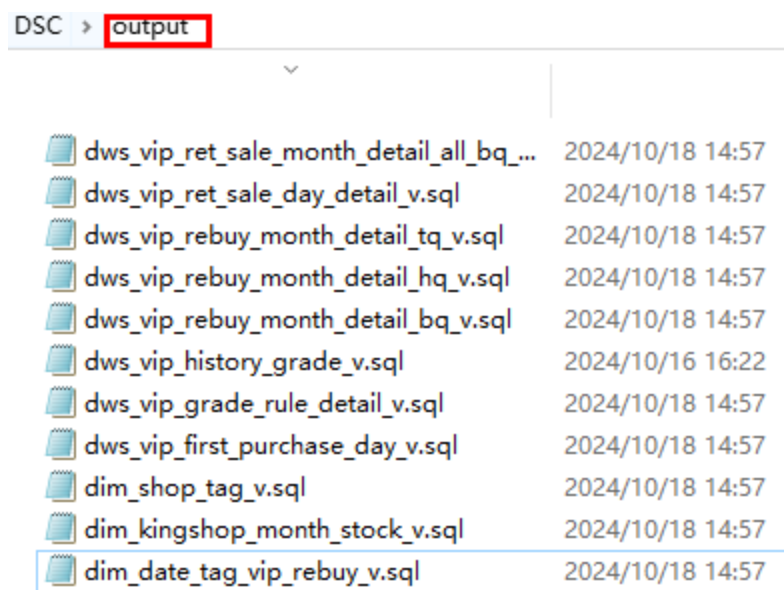 DSC > output
dws_vip_ret_sale_month_detail_all_bq_... 2024/10/18 14:57
dws_vip_ret_sale_day_detail_v.sql 2024/10/18 14:57
dws_vip_rebuy_month_detail_tq_v.sql 2024/10/18 14:57
dws_vip_rebuy_month_detail_hq_v.sql 2024/10/18 14:57
dws_vip_rebuy_month_detail_bq_v.sql 2024/10/18 14:57
dws_vip_history_grade_v.sql 2024/10/16 16:22
dws_vip_grade_rule_detail_v.sql 2024/10/18 14:57
dws_vip_first_purchase_day_v.sql 2024/10/18 14:57
dim_shop_tag_v.sql 2024/10/18 14:57
dim_kingshop_month_stock_v.sql 2024/10/18 14:57
dim_date_tag_vip_rebuy_v.sql 2024/10/18 14:57